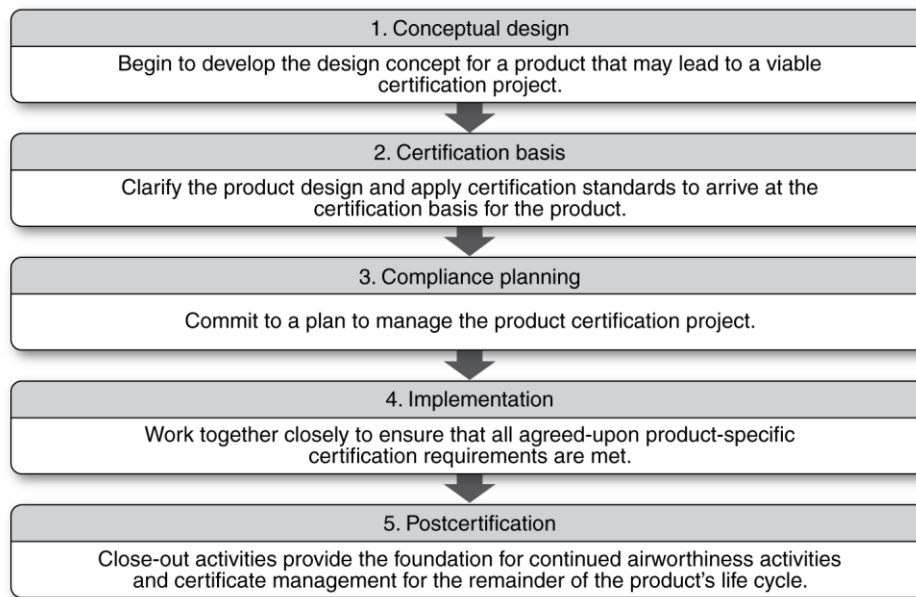 1. Conceptual design
Begin to develop the design concept for a product that may lead to a viable
certification project.
2. Certification basis
Clarify the product design and apply certification standards to arrive at the
certification basis for the product.
3. Compliance planning
Commit to a plan to manage the product certification project.
4. Implementation
Work together closely to ensure that all agreed-upon product-specific
certification requirements are met.
5. Postcertification
Close-out activities provide the foundation for continued airworthiness activities
and certificate management for the remainder of the product’s life cycle.